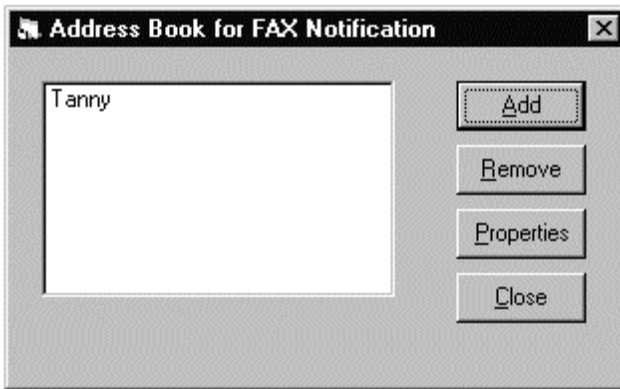 Address Book for FAX Notification
Tanny
Add
Remove
Properties
Close